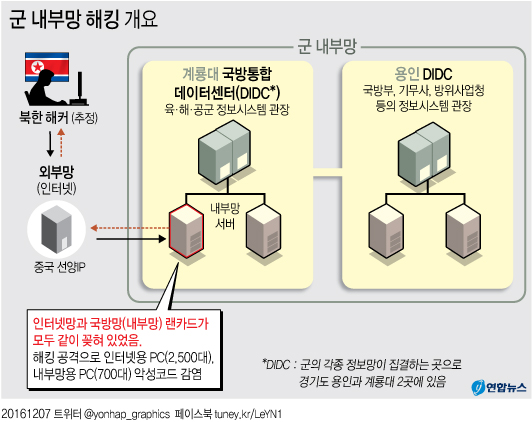 군 내부망 해킹 개요
군 내부망
북한 해커 (추정)
외부망
(인터넷)
중국 선양IP
계룡대 국방통합
데이터센터(DIDC*)
육·해·공군 정보시스템 관장
내부망
서버
용인 DIDC
국방부, 기무사, 방위사업청
등의 정보시스템 관장
인터넷망과 국방망(내부망) 랜카드가
모두 같이 꽂혀 있었음.
해킹 공격으로 인터넷용 PC(2,500대),
내부망용 PC(700대) 악성코드 감염
*DIDC : 군의 각종 정보망이 집결하는 곳으로
경기도 용인과 계룡대 2곳에 있음
연합뉴스
20161207 트위터 @yonhap_graphics 페이스북 tuney.kr/LeYN1